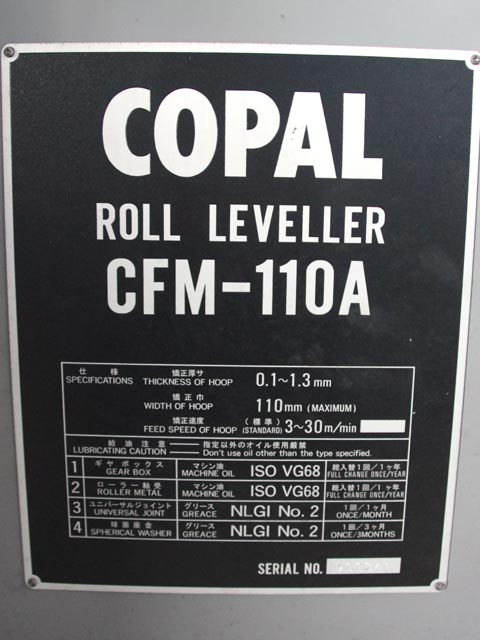 COPAL
ROLL LEVELLER
CFM-110A
仕様 矯正厚サ
SPECIFICATIONS THICKNESS OF HOOP 0.1~1.3mm
矯正巾
WIDTH OF HOOP 110mm (MAXIMUM)
矯正速度 (標準)
FEED SPEED OF HOOP (STANDARD) 3~30m/min
給油注意 指定以外のオイル使用厳禁
LUBRICATING CAUTION Don't use oil other than the type specified.
1 ギヤボックス マシン油 ISO VG68 総入替1回/1ヶ年
GEAR BOX MACHINE OIL FULL CHANGE ONCE/YEAR
2 ローラー軸受 マシン油 ISO VG68 総入替1回/1ヶ年
ROLLER METAL MACHINE OIL FULL CHANGE ONCE/YEAR
3 ユニバーサルジョイント グリース NLGI No. 2 1回/1ヶ月
UNIVERSAL JOINT GREACE ONCE/MONTH
4 球面座金 グリース NLGI No. 2 1回/3ヶ月
SPHERICAL WASHER GREACE ONCE/3MONTHS
SERIAL NO.